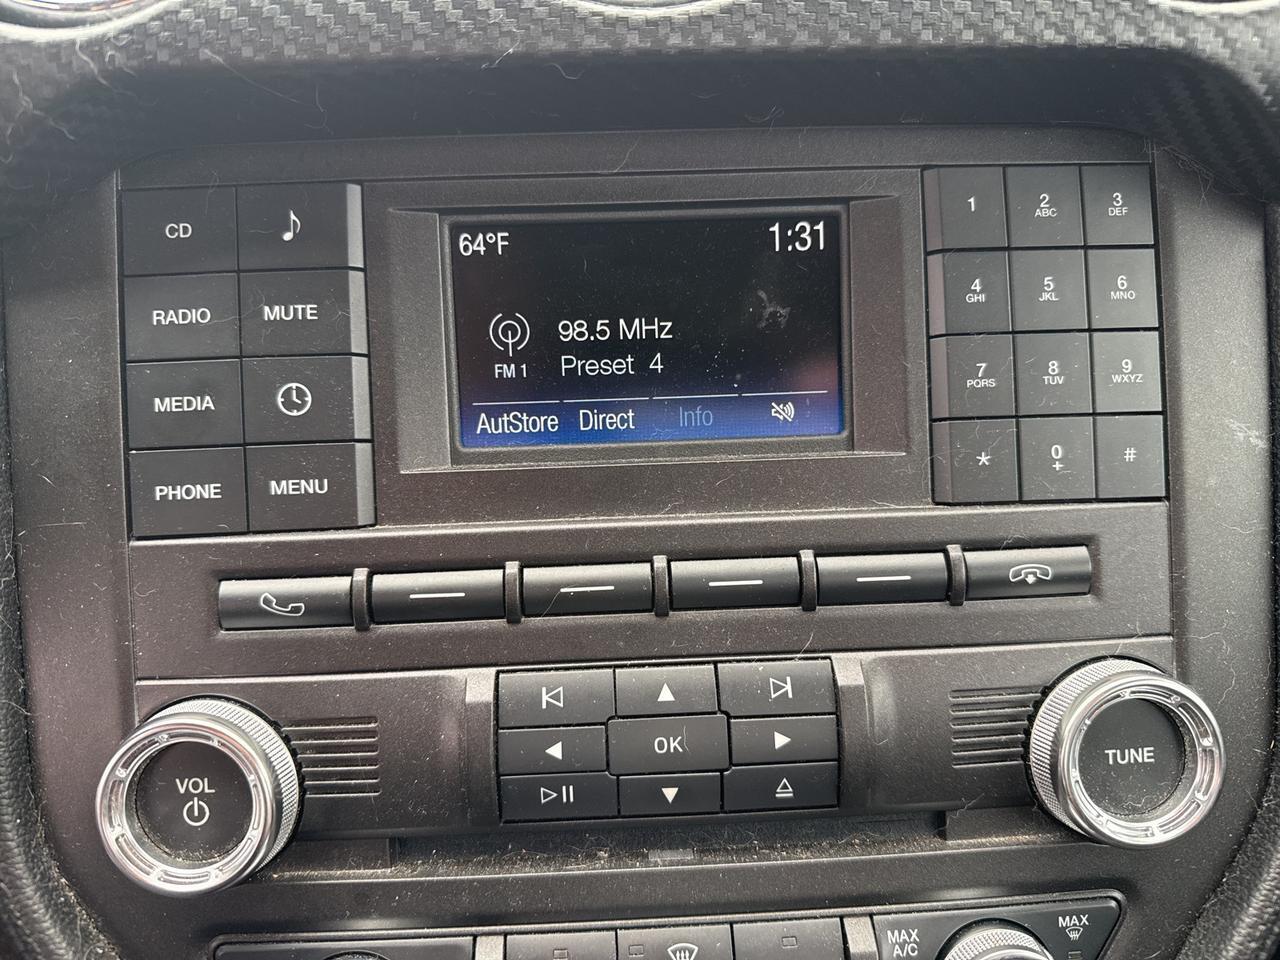 64°F
1:31
98.5 MHz
FM 1
Preset 4
AutStore
Direct
Info
CD
RADIO
MUTE
MEDIA
PHONE
MENU
1
2
ABC
3
DEF
4
GHI
5
JKL
6
MNO
7
PQRS
8
TUV
9
WXYZ
*
0
+
#
OK
VOL
TUNE
MAX
A/C
MAX